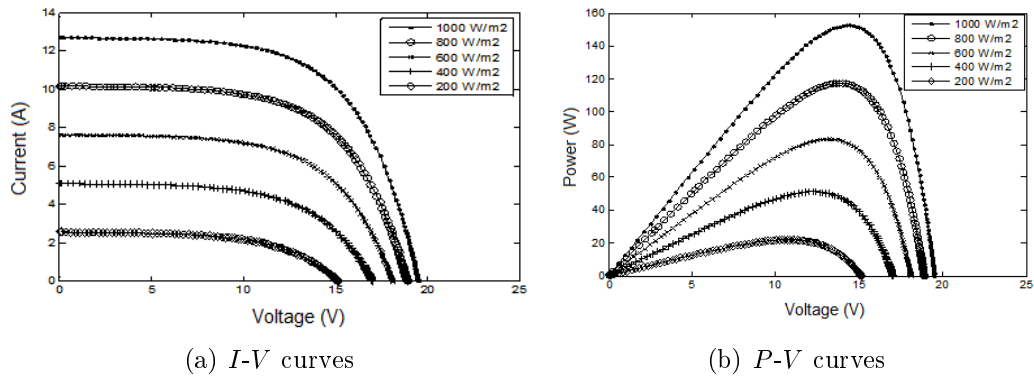 14
12
10
8
6
4
2
0
0
5
10
15
20
25
Current (A)
Voltage (V)
1000 W/m2
800 W/m2
600 W/m2
400 W/m2
200 W/m2
(a) I-V curves
160
140
120
100
80
60
40
20
0
0
5
10
15
20
25
Power (W)
Voltage (V)
1000 W/m2
800 W/m2
600 W/m2
400 W/m2
200 W/m2
(b) P-V curves